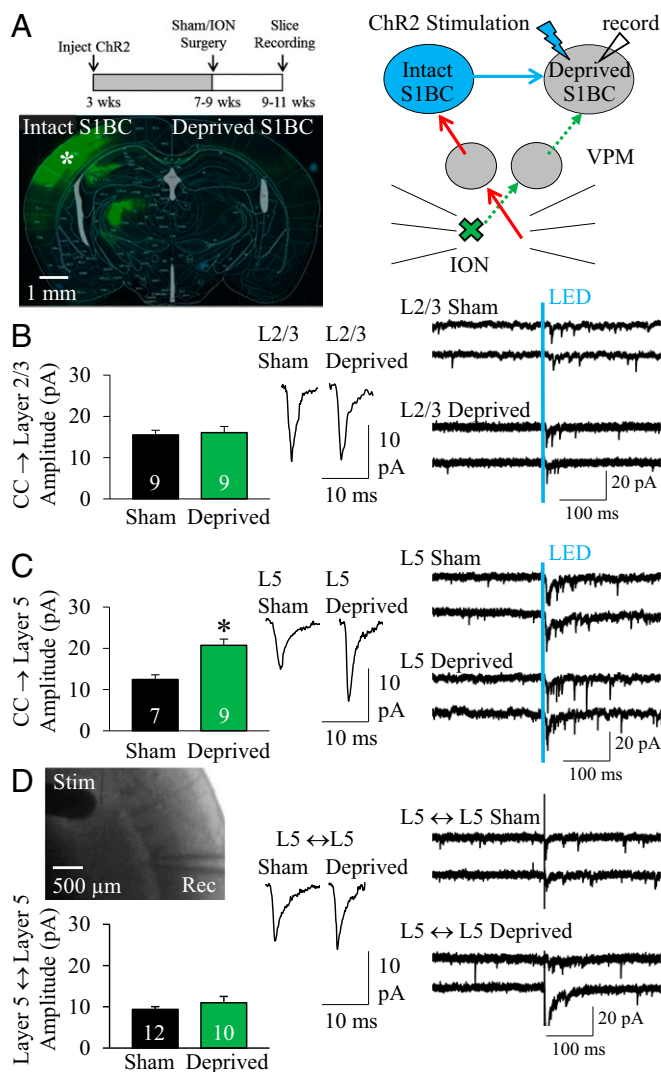 A
Inject ChR2
Sham/ION
Surgery
Slice
Recording
3 wks
7-9 wks
9-11 wks
Intact S1BC
Deprived S1BC
*
1 mm
ChR2 Stimulation
record
Intact
S1BC
Deprived
S1BC
VPM
ION
B
CC → Layer 2/3
Amplitude (pA)
30
20
10
0
9
9
Sham
Deprived
L2/3
Sham
L2/3
Deprived
10
pA
10 ms
L2/3 Sham
LED
L2/3 Deprived
20 pA
100 ms
C
CC → Layer 5
Amplitude (pA)
30
20
10
0
*
7
9
Sham
Deprived
L5
Sham
L5
Deprived
10
pA
10 ms
L5 Sham
LED
L5 Deprived
20 pA
100 ms
D
Stim
500 µm
Rec
Layer 5 ↔ Layer 5
Amplitude (pA)
30
20
10
0
12
10
Sham
Deprived
L5 ↔L5
Sham
Deprived
10
pA
10 ms
L5 ↔ L5 Sham
L5 ↔ L5 Deprived
20 pA
100 ms